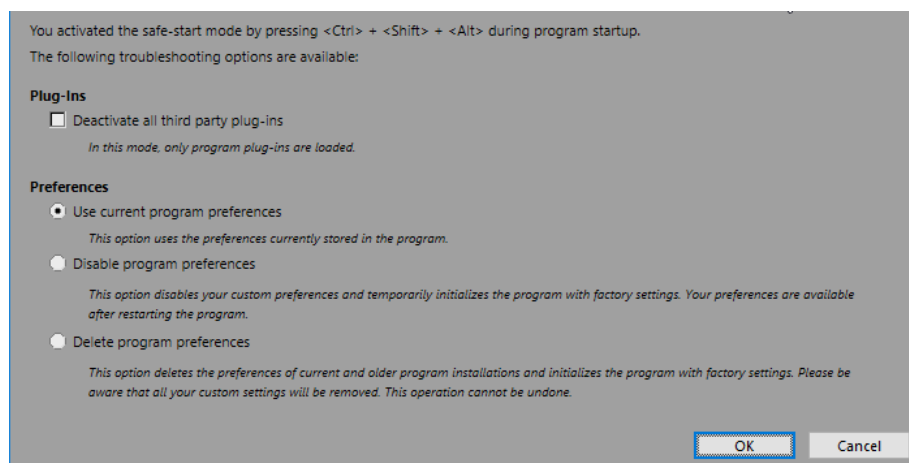 You activated the safe-start mode by pressing <Ctrl> + <Shift> + <Alt> during program startup.
The following troubleshooting options are available:
Plug-Ins
Deactivate all third party plug-ins
In this mode, only program plug-ins are loaded.
Preferences
Use current program preferences
This option uses the preferences currently stored in the program.
Disable program preferences
This option disables your custom preferences and temporarily initializes the program with factory settings. Your preferences are available
after restarting the program.
Delete program preferences
This option deletes the preferences of current and older program installations and initializes the program with factory settings. Please be
aware that all your custom settings will be removed. This operation cannot be undone.
OK Cancel